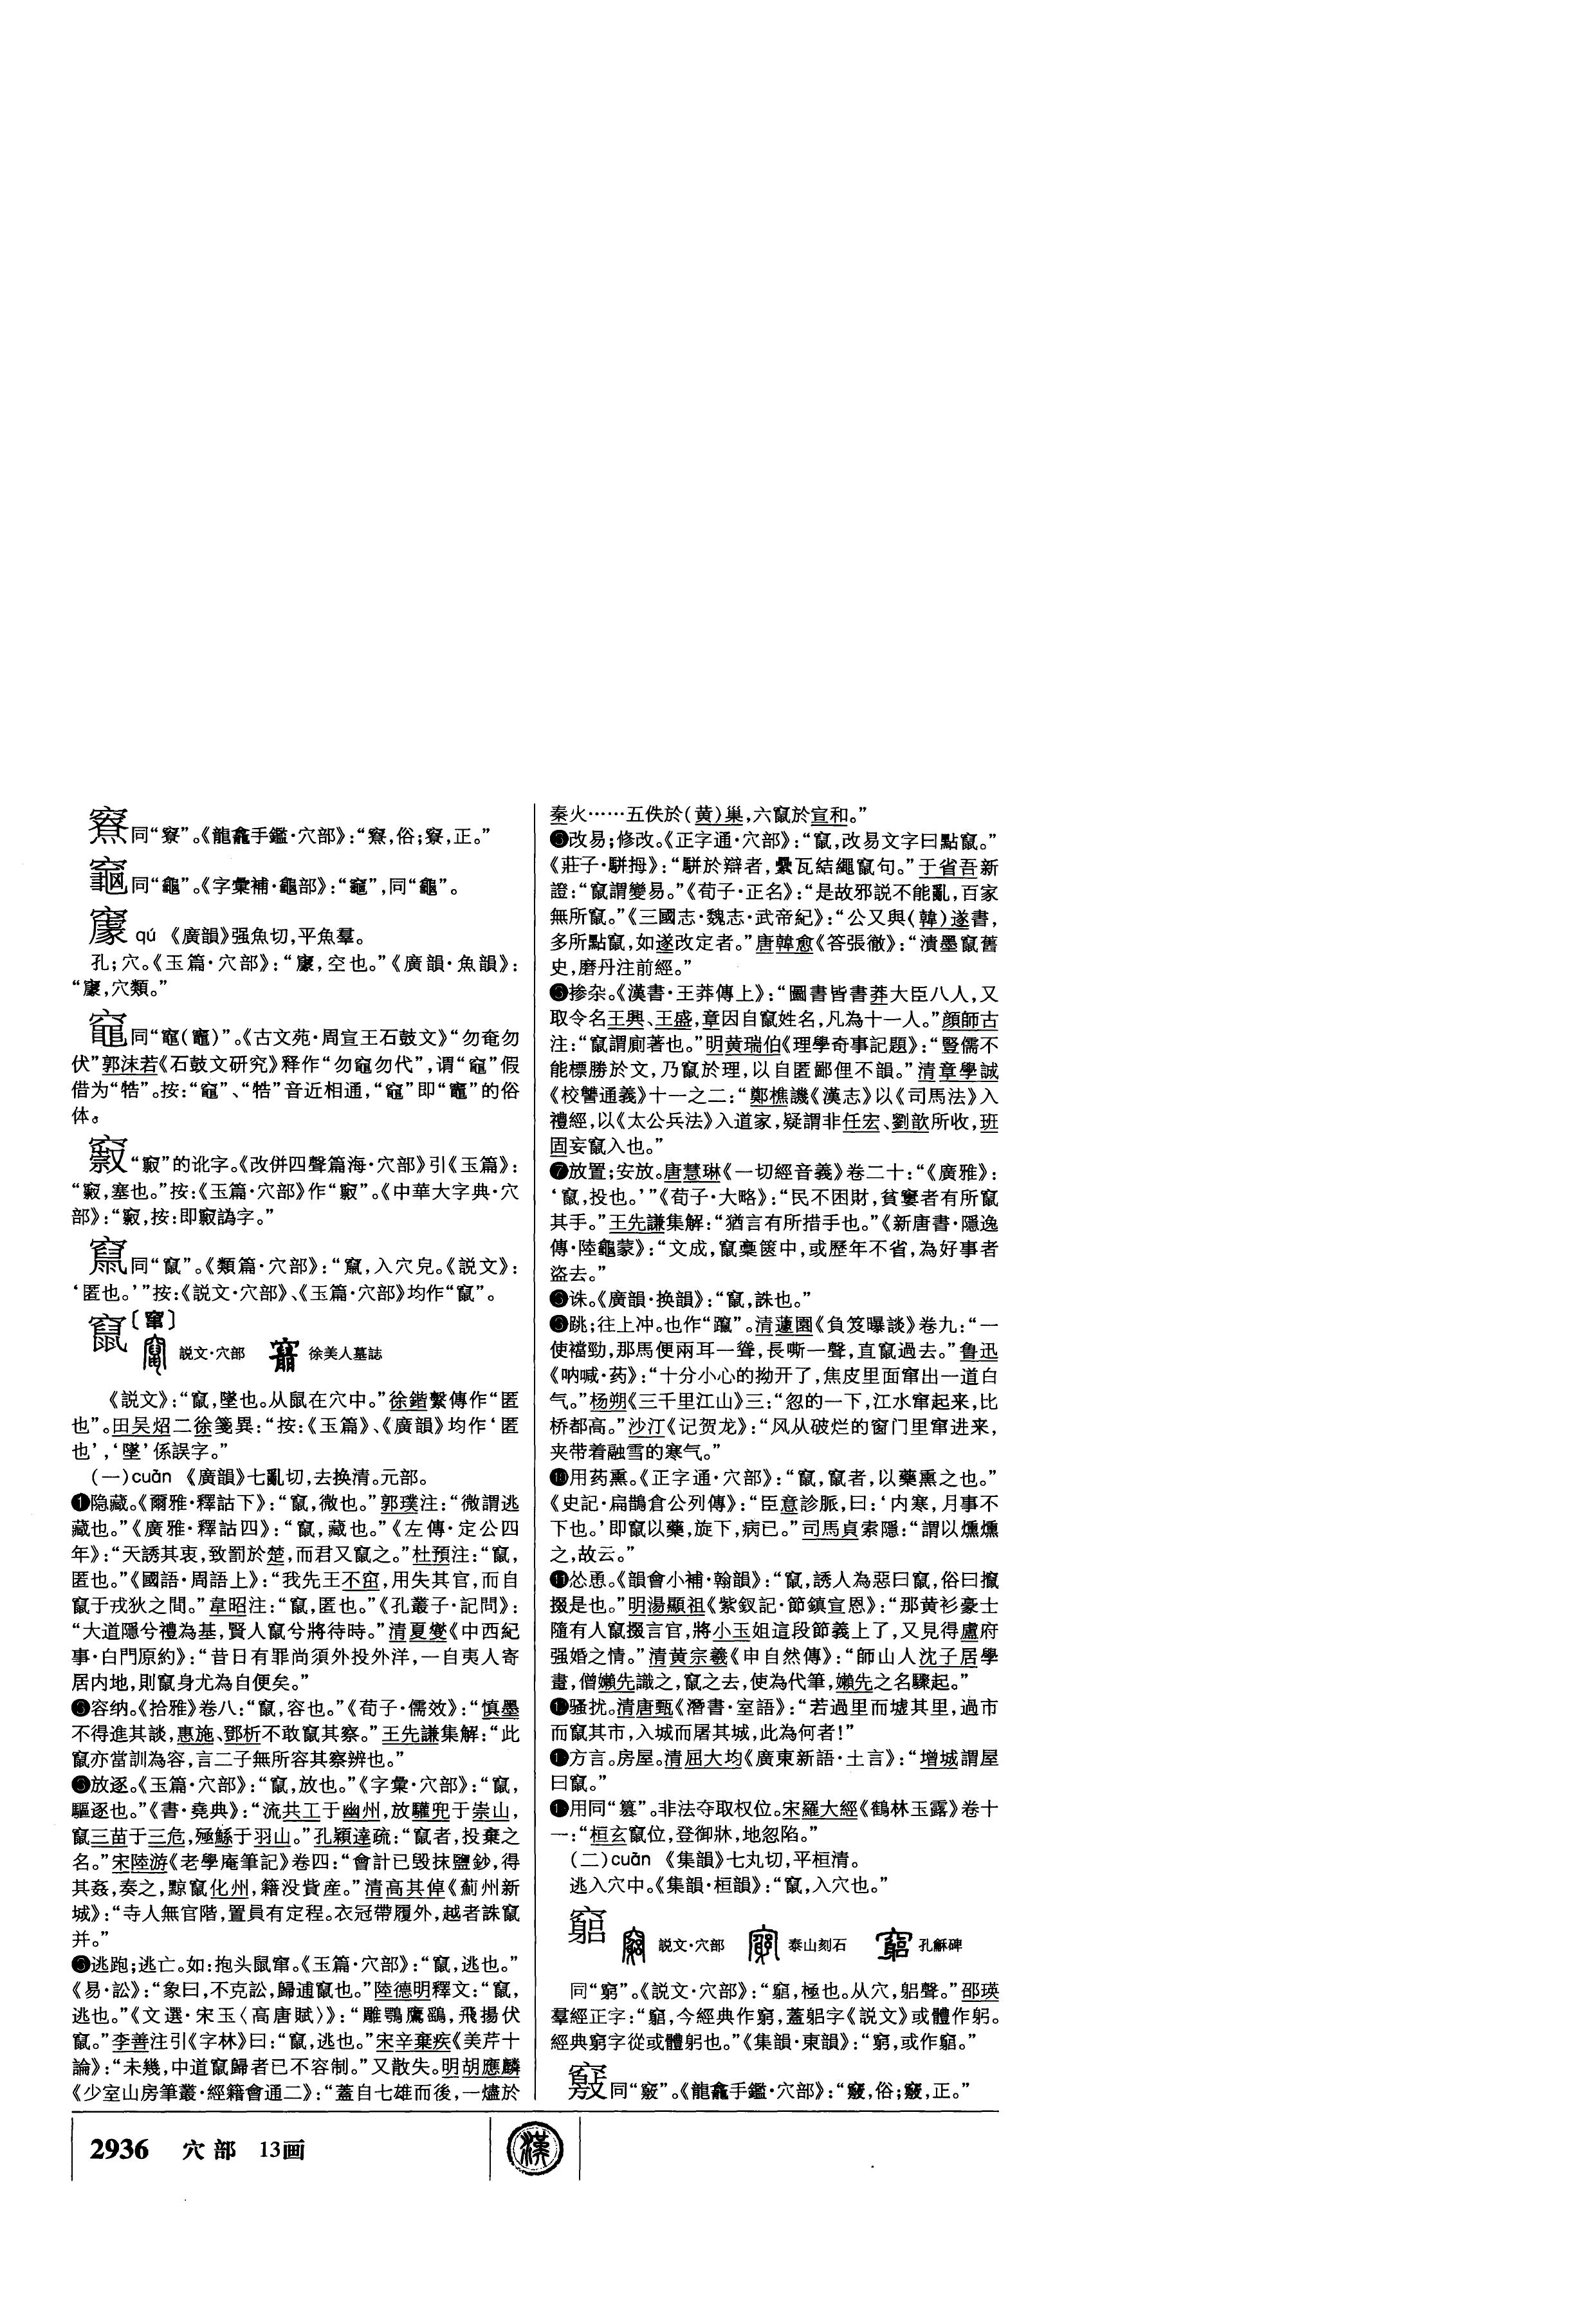 同“寮”。《龍龕手鑑·穴部》：“竂，俗；寮，正。”
同“龜”。《字彙補·龜部》：“”，同“龜”。
qú 《廣韻》强魚切，平魚羣。
孔；穴。《玉篇·穴部》：“，空也。”《廣韻·魚韻》：
“，穴類。”
竈同“竃(竈)”。《古文苑·周宣王石鼓文》“勿奄勿
伏”郭沫若《石鼓文研究》释作“勿竃勿代”，谓“竃”假
借为“牿”。按：“竃”、“牿”音近相通，“竃”即“竈”的俗
体。
“竅”的讹字。《改併四聲篇海·穴部》引《玉篇》：
“，塞也。”按：《玉篇·穴部》作“”。《中華大字典·穴
部》：“，按：即譌字。”
同“竄”。《類篇·穴部》：“，入穴皃。《説文》：
‘匿也。’”按：《説文·穴部》、《玉篇·穴部》均作“竄”。
竄〔窜〕
説文·穴部 徐美人墓誌
《説文》：“竄，墜也。从鼠在穴中。”徐鍇繫傳作“匿
也”。田吴炤二徐箋異：“按：《玉篇》、《廣韻》均作‘匿
也’，‘墜’係誤字。”
(一)cuàn 《廣韻》七亂切，去换清。元部。
❶隐藏。《爾雅·釋詁下》：“竄，微也。”郭璞注：“微謂逃
藏也。”《廣雅·釋詁四》：“竄，藏也。”《左傳·定公四
年》：“天誘其衷，致罰於楚，而君又竄之。”杜預注：“竄，
匿也。”《國語·周語上》：“我先王不窋，用失其官，而自
竄于戎狄之間。”韋昭注：“竄，匿也。”《孔叢子·記問》：
“大道隱兮禮為基，賢人竄兮將待時。”清夏燮《中西紀
事·白門原約》：“昔日有罪尚須外投外洋，一自夷人寄
居内地，則竄身尤為自便矣。”
❷容纳。《拾雅》卷八：“竄，容也。”《荀子·儒效》：“慎墨
不得進其談，惠施、鄧析不敢竄其察。”王先謙集解：“此
竄亦當訓為容，言二子無所容其察辨也。”
❸放逐。《玉篇·穴部》：“竄，放也。”《字彙·穴部》：“竄，
驅逐也。”《書·堯典》：“流共工于幽州，放驩兜于崇山，
竄三苗于三危，殛鯀于羽山。”孔穎達疏：“竄者，投棄之
名。”宋陸游《老學庵筆記》卷四：“會計已毁抹鹽鈔，得
其姦，奏之，黥竄化州，籍没貲産。”清高其倬《薊州新
城》：“寺人無官階，置員有定程。衣冠帶履外，越者誅竄
并。”
❹逃跑；逃亡。如：抱头鼠窜。《玉篇·穴部》：“竄，逃也。”
《易·訟》：“象曰，不克訟，歸逋竄也。”陸德明釋文：“竄，
逃也。”《文選·宋玉〈高唐賦〉》：“雕鶚鷹鷂，飛揚伏
竄。”李善注引《字林》曰：“竄，逃也。”宋辛棄疾《美芹十
論》：“未幾，中道竄歸者已不容制。”又散失。明胡應麟
《少室山房筆叢·經籍會通二》：“蓋自七雄而後，一燼於
秦火……五佚於(黄)巢，六竄於宣和。”
❺改易；修改。《正字通·穴部》：“竄，改易文字曰點竄。”
《莊子·駢拇》：“駢於辯者，纍瓦結繩竄句。”于省吾新
證：“竄謂變易。”《荀子·正名》：“是故邪説不能亂，百家
無所竄。”《三國志·魏志·武帝紀》：“公又與(韓)遂書，
多所點竄，如遂改定者。”唐韓愈《答張徹》：“漬墨竄舊
史，磨丹注前經。”
❻掺杂。《漢書·王莽傳上》：“圖書皆書莽大臣八人，又
取令名王興、王盛，章因自竄姓名，凡為十一人。”顔師古
注：“竄謂廁著也。”明黄瑞伯《理學奇事記題》：“豎儒不
能標勝於文，乃竄於理，以自匿鄙俚不韻。”清章學誠
《校讐通義》十一之二：“鄭樵譏《漢志》以《司馬法》入
禮經，以《太公兵法》入道家，疑謂非任宏、劉歆所收，班
固妄竄入也。”
❼放置；安放。唐慧琳《一切經音義》卷二十：“《廣雅》：
‘竄，投也。’”《荀子·大略》：“民不困財，貧窶者有所竄
其手。”王先謙集解：“猶言有所措手也。”《新唐書·隱逸
傳·陸龜蒙》：“文成，竄稾篋中，或歷年不省，為好事者
盜去。”
❽诛。《廣韻·换韻》：“竄，誅也。”
❾跳；往上冲。也作“躥”。清蘧園《負笈曝談》卷九：“一
使襠勁，那馬便兩耳一聳，長嘶一聲，直竄過去。”鲁迅
《呐喊·药》：“十分小心的拗开了，焦皮里面窜出一道白
气。”杨朔《三千里江山》三：“忽的一下，江水窜起来，比
桥都高。”沙汀《记贺龙》：“风从破烂的窗门里窜进来，
夹带着融雪的寒气。”
❿用药熏。《正字通·穴部》：“竄，竄者，以藥熏之也。”
《史記·扁鵲倉公列傳》：“臣意診脈，曰：‘内寒，月事不
下也。’即竄以藥，旋下，病已。”司馬貞索隱：“謂以燻燻
之，故云。”
⓫怂恿。《韻會小補·翰韻》：“竄，誘人為惡曰竄，俗曰攛
掇是也。”明湯顯祖《紫釵記·節鎮宣恩》：“那黄衫豪士
隨有人竄掇言官，將小玉姐這段節義上了，又見得盧府
强婚之情。”清黄宗羲《申自然傳》：“師山人沈子居學
畫，僧嬾先識之，竄之去，使為代筆，嬾先之名驟起。”
⓬骚扰。清唐甄《潛書·室語》：“若過里而墟其里，過市
而竄其市，入城而屠其城，此為何者！”
⓭方言。房屋。清屈大均《廣東新語·土言》：“增城謂屋
曰竄。”
⓮用同“篡”。非法夺取权位。宋羅大經《鶴林玉露》卷十
一：“桓玄竄位，登御牀，地忽陷。”
(二)cuān 《集韻》七丸切，平桓清。
逃入穴中。《集韻·桓韻》：“竄，入穴也。”
竆 説文·穴部 泰山刻石 孔龢碑
同“窮”。《説文·穴部》：“竆，極也。从穴，躳聲。”邵瑛
羣經正字：“竆，今經典作窮，蓋躳字《説文》或體作躬。
經典窮字從或體躬也。”《集韻·東韻》：“窮，或作竆。”
同“竅”。《龍龕手鑑·穴部》：“，俗；，正。”
2936 穴部 13画
漢